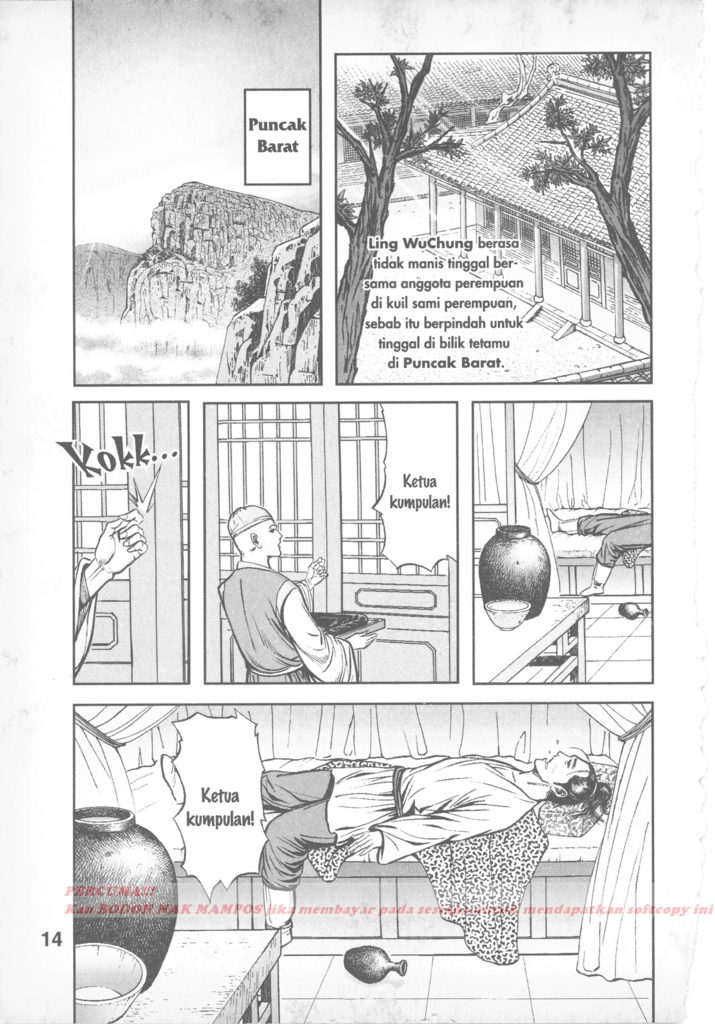 Puncak
Barat
Ling WuChung berasa
tidak manis tinggal ber-
sama anggota perempuan
di kuil sami perempuan,
sebab itu berpindah untuk
tinggal di bilik tetamu
di Puncak Barat.
Kokk...
Ketua
kumpulan!
Ketua
kumpulan!
PERCUMA!!!
Kau BODOH NAK MAMPOS jika membayar pada sesiapa untuk mendapatkan softcopy ini
14